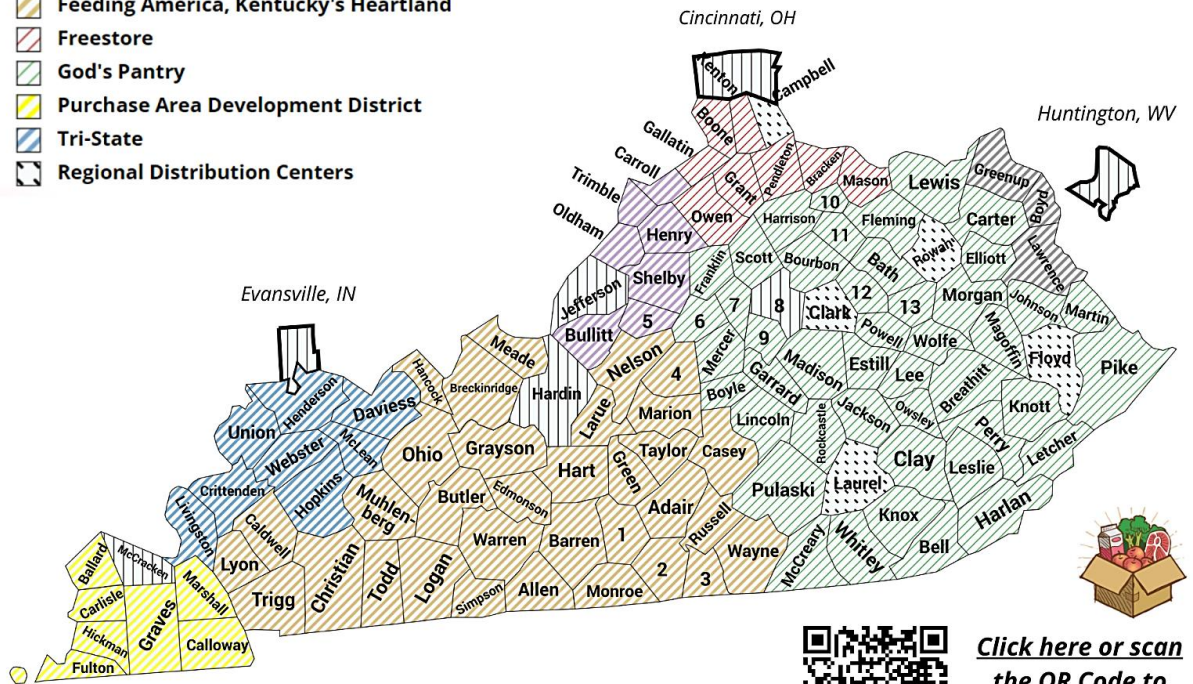 Feeding America, Kentucky's Heartland
Freestore
God's Pantry
Purchase Area Development District
Tri-State
Regional Distribution Centers
Cincinnati, OH
Huntington, WV
Evansville, IN
Kenton
Campbell
Boone
Gallatin
Carroll
Trimble
Oldham
Grant
Pendleton
Bracken
Mason
Lewis
Greenup
Boyd
Owen
Henry
Harrison
10
11
Fleming
Carter
Rowan
Elliott
Lawrence
Shelby
Franklin
Scott
Bourbon
Bath
Jefferson
Bullitt
5
6
7
8
Clark
12
13
Morgan
Johnson
Martin
Powell
Wolfe
Magoffin
Floyd
Pike
Meade
Nelson
Mercer
9
Madison
Estill
Lee
Breathitt
Hancock
Breckinridge
Hardin
Larue
4
Boyle
Garrard
Knott
Henderson
Daviess
Marion
Lincoln
Rockcastle
Jackson
Owsley
Perry
Letcher
Union
Webster
McLean
Ohio
Grayson
Hart
Green
Taylor
Casey
Clay
Leslie
Crittenden
Hopkins
Muhlen-
berg
Butler
Edmonson
Adair
Pulaski
Laurel
Knox
Harlan
Livingston
Caldwell
Warren
Barren
1
Russell
Wayne
McCreary
Whitley
Bell
Ballard
McCracken
Lyon
Christian
Todd
Logan
Simpson
Allen
Monroe
2
3
Carlisle
Graves
Marshall
Trigg
Hickman
Calloway
Fulton
Click here or scan
the QR Code to